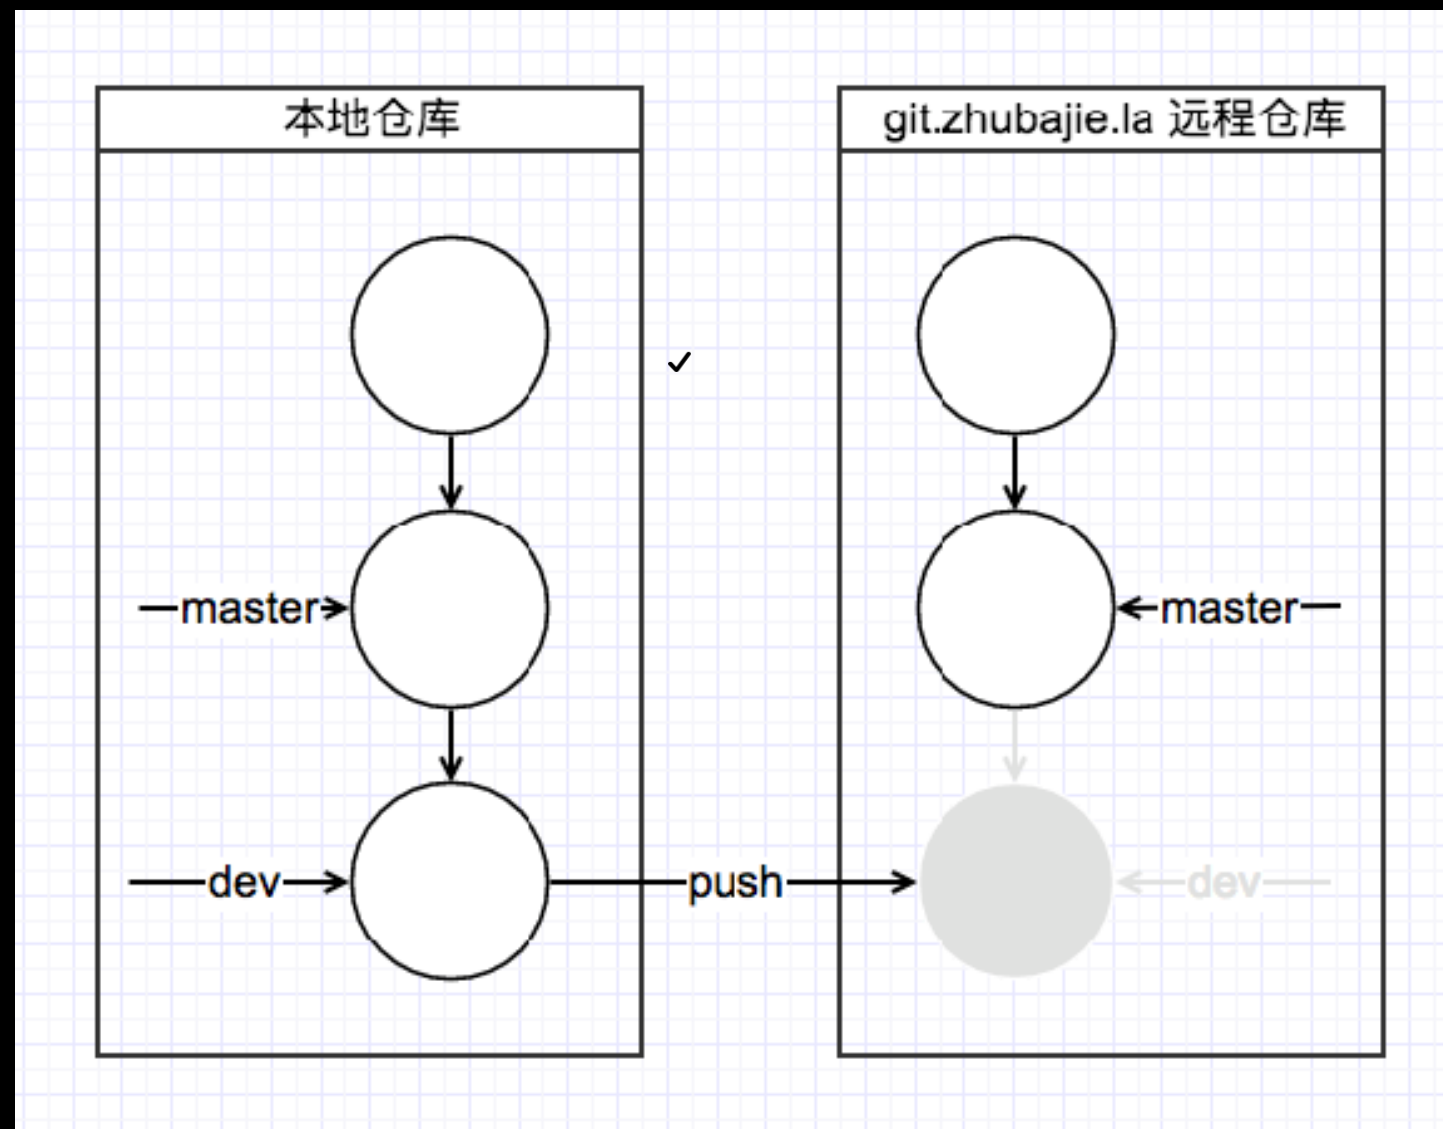 本地仓库
git.zhubajie.la 远程仓库
master
master
dev
push
dev